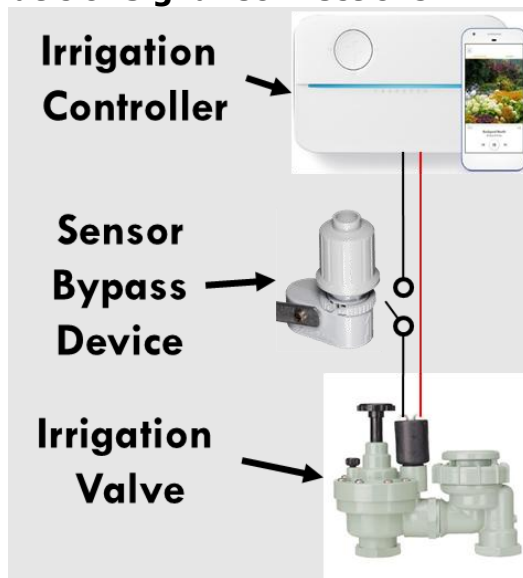 Irrigation
Controller
Sensor
Bypass
Device
Irrigation
Valve